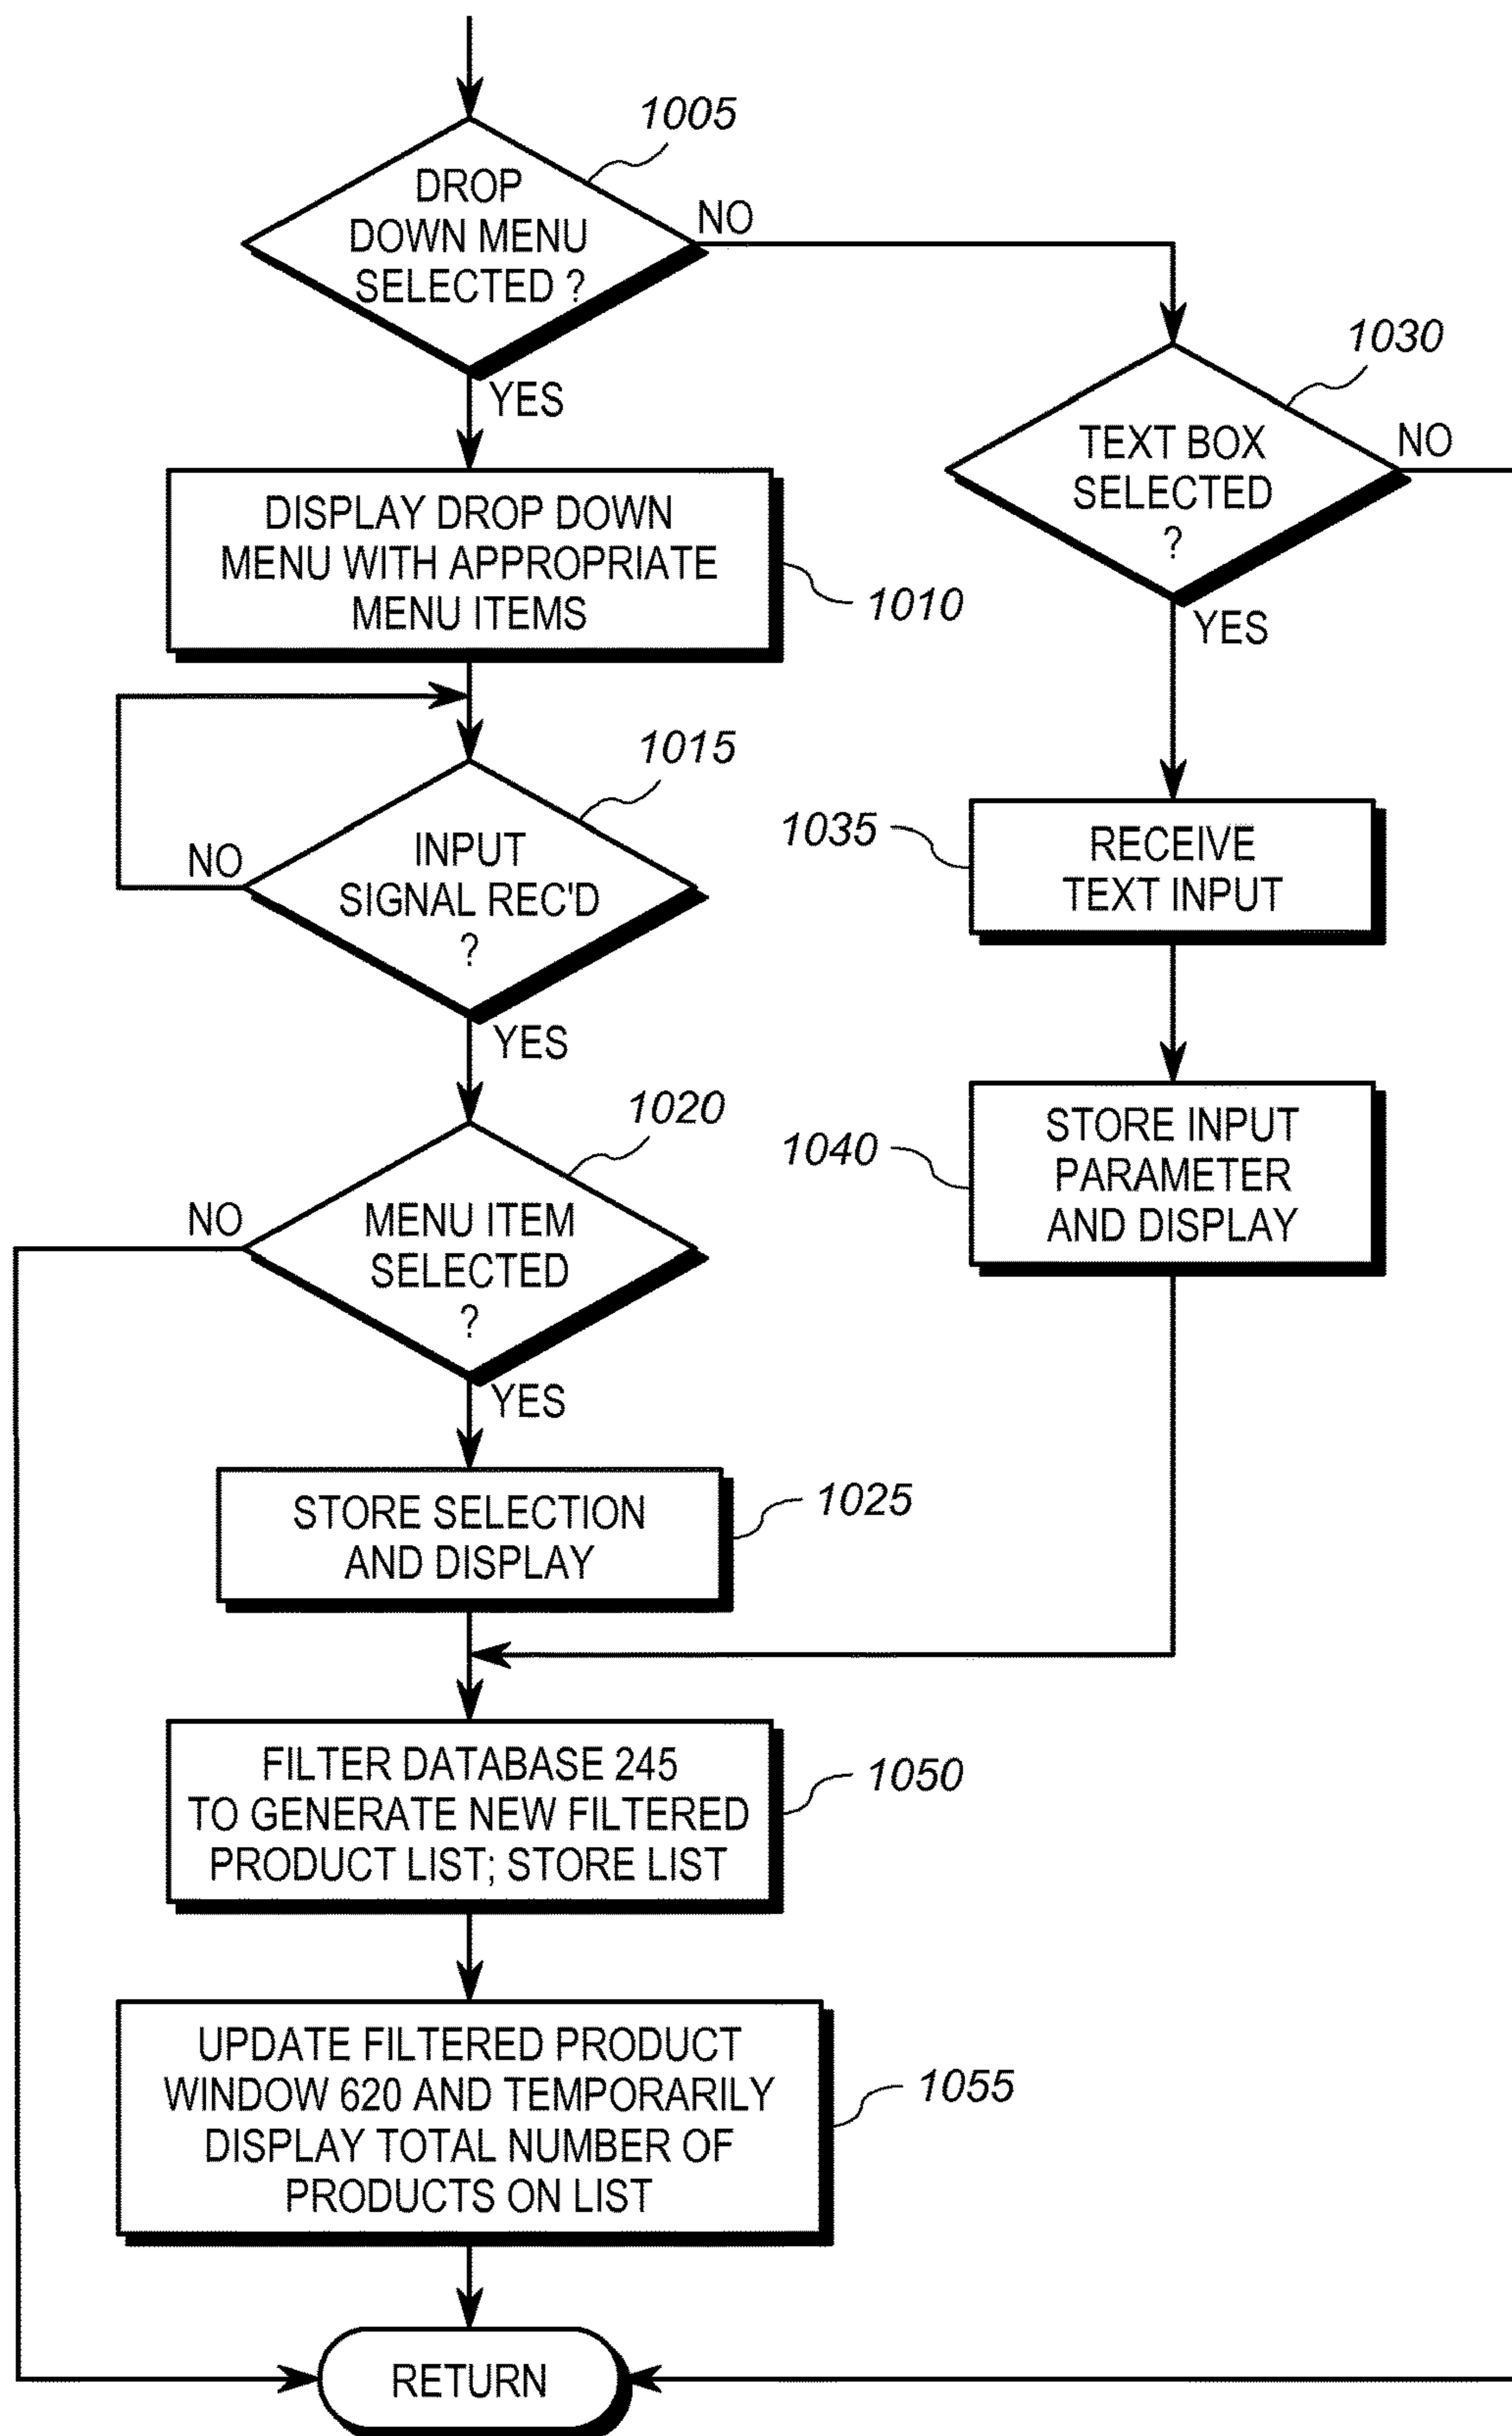 1005
DROP
DOWN MENU
SELECTED ?
NO
YES
1030
TEXT BOX
SELECTED
?
NO
YES
DISPLAY DROP DOWN
MENU WITH APPROPRIATE
MENU ITEMS
1010
1015
INPUT
SIGNAL REC'D
?
NO
YES
1035
RECEIVE
TEXT INPUT
1020
MENU ITEM
SELECTED
?
NO
YES
1040
STORE INPUT
PARAMETER
AND DISPLAY
STORE SELECTION
AND DISPLAY
1025
FILTER DATABASE 245
TO GENERATE NEW FILTERED
PRODUCT LIST; STORE LIST
1050
UPDATE FILTERED PRODUCT
WINDOW 620 AND TEMPORARILY
DISPLAY TOTAL NUMBER OF
PRODUCTS ON LIST
1055
RETURN